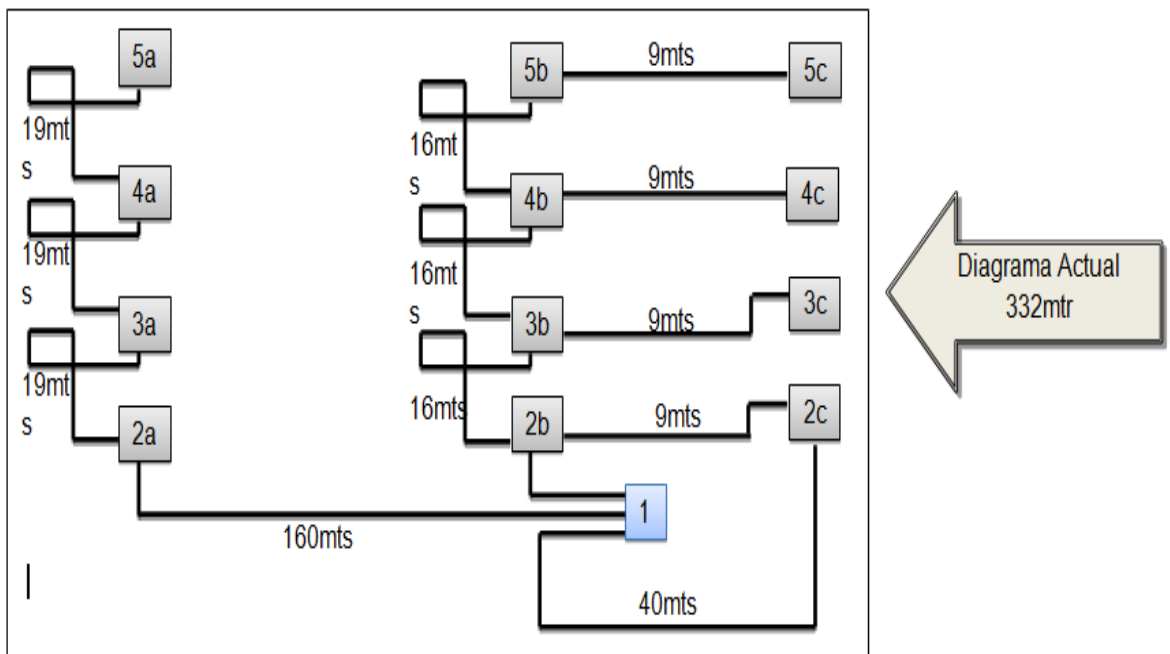 5a
5b
9mts
5c
19mt
s
16mt
s
4a
4b
9mts
4c
19mt
s
16mt
s
3a
3b
9mts
3c
19mt
s
16mts
2a
2b
9mts
2c
1
160mts
40mts
Diagrama Actual
332mtr